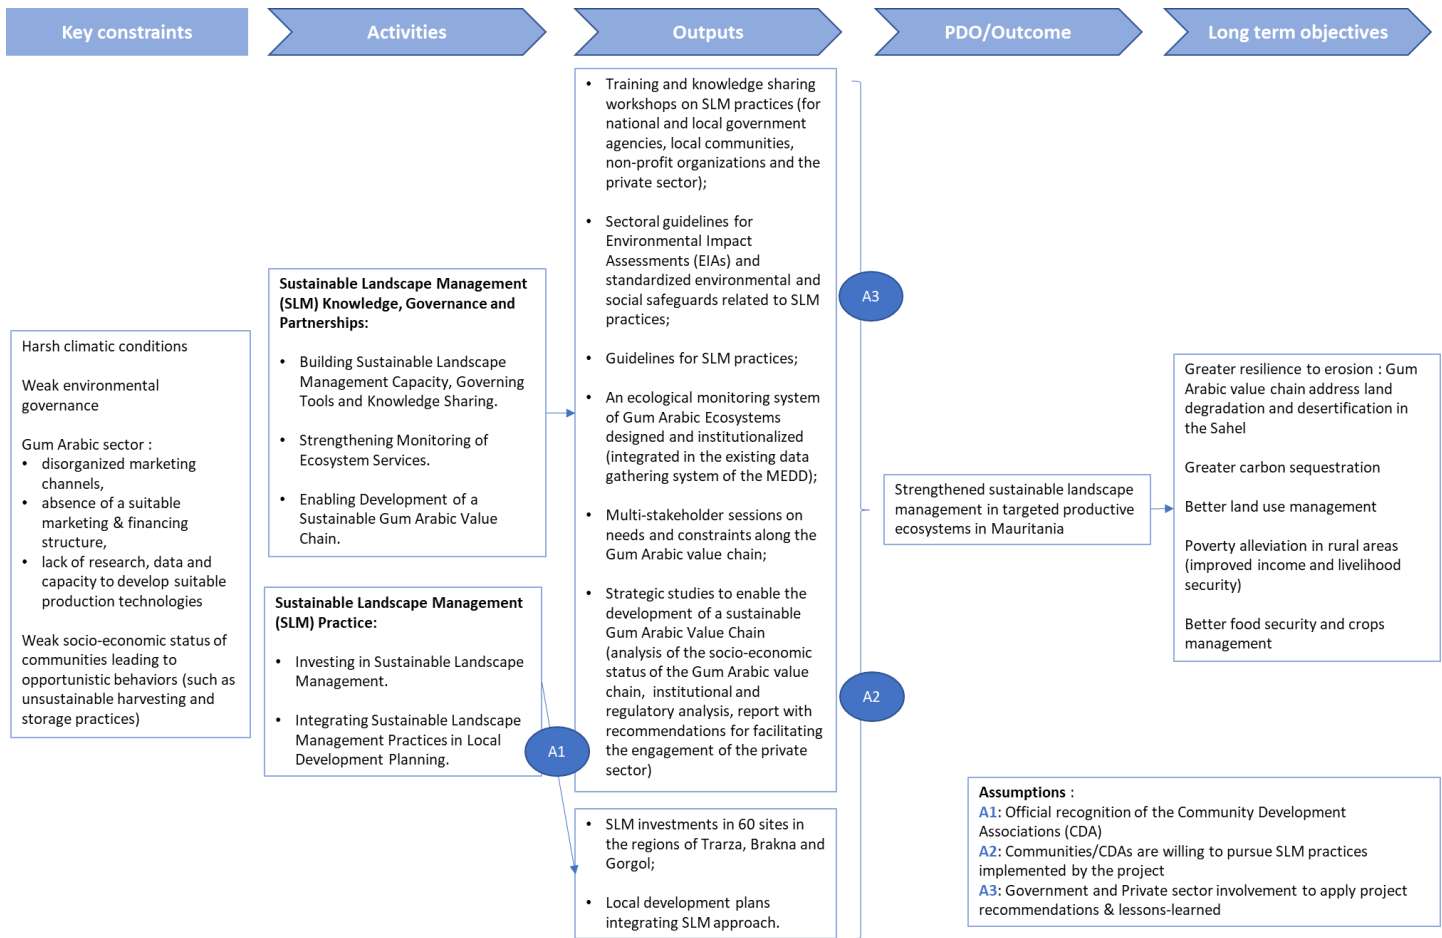 Key constraints
Activities
Outputs
PDO/Outcome
Long term objectives
Harsh climatic conditions
Weak environmental
governance
Gum Arabic sector :
• disorganized marketing
channels,
• absence of a suitable
marketing & financing
structure,
• lack of research, data and
capacity to develop suitable
production technologies
Weak socio-economic status of
communities leading to
opportunistic behaviors (such as
unsustainable harvesting and
storage practices)
Sustainable Landscape Management
(SLM) Knowledge, Governance and
Partnerships:
• Building Sustainable Landscape
Management Capacity, Governing
Tools and Knowledge Sharing.
• Strengthening Monitoring of
Ecosystem Services.
• Enabling Development of a
Sustainable Gum Arabic Value
Chain.
Sustainable Landscape Management
(SLM) Practice:
• Investing in Sustainable Landscape
Management.
• Integrating Sustainable Landscape
Management Practices in Local
Development Planning.
A1
• Training and knowledge sharing
workshops on SLM practices (for
national and local government
agencies, local communities,
non-profit organizations and the
private sector);
• Sectoral guidelines for
Environmental Impact
Assessments (EIAs) and
standardized environmental and
social safeguards related to SLM
practices;
• Guidelines for SLM practices;
• An ecological monitoring system
of Gum Arabic Ecosystems
designed and institutionalized
(integrated in the existing data
gathering system of the MEDD);
• Multi-stakeholder sessions on
needs and constraints along the
Gum Arabic value chain;
• Strategic studies to enable the
development of a sustainable
Gum Arabic Value Chain
(analysis of the socio-economic
status of the Gum Arabic value
chain, institutional and
regulatory analysis, report with
recommendations for facilitating
the engagement of the private
sector)
• SLM investments in 60 sites in
the regions of Trarza, Brakna and
Gorgol;
• Local development plans
integrating SLM approach.
A3
A2
Strengthened sustainable landscape
management in targeted productive
ecosystems in Mauritania
Greater resilience to erosion : Gum
Arabic value chain address land
degradation and desertification in
the Sahel
Greater carbon sequestration
Better land use management
Poverty alleviation in rural areas
(improved income and livelihood
security)
Better food security and crops
management
Assumptions :
A1: Official recognition of the Community Development
Associations (CDA)
A2: Communities/CDAs are willing to pursue SLM practices
implemented by the project
A3: Government and Private sector involvement to apply project
recommendations & lessons-learned